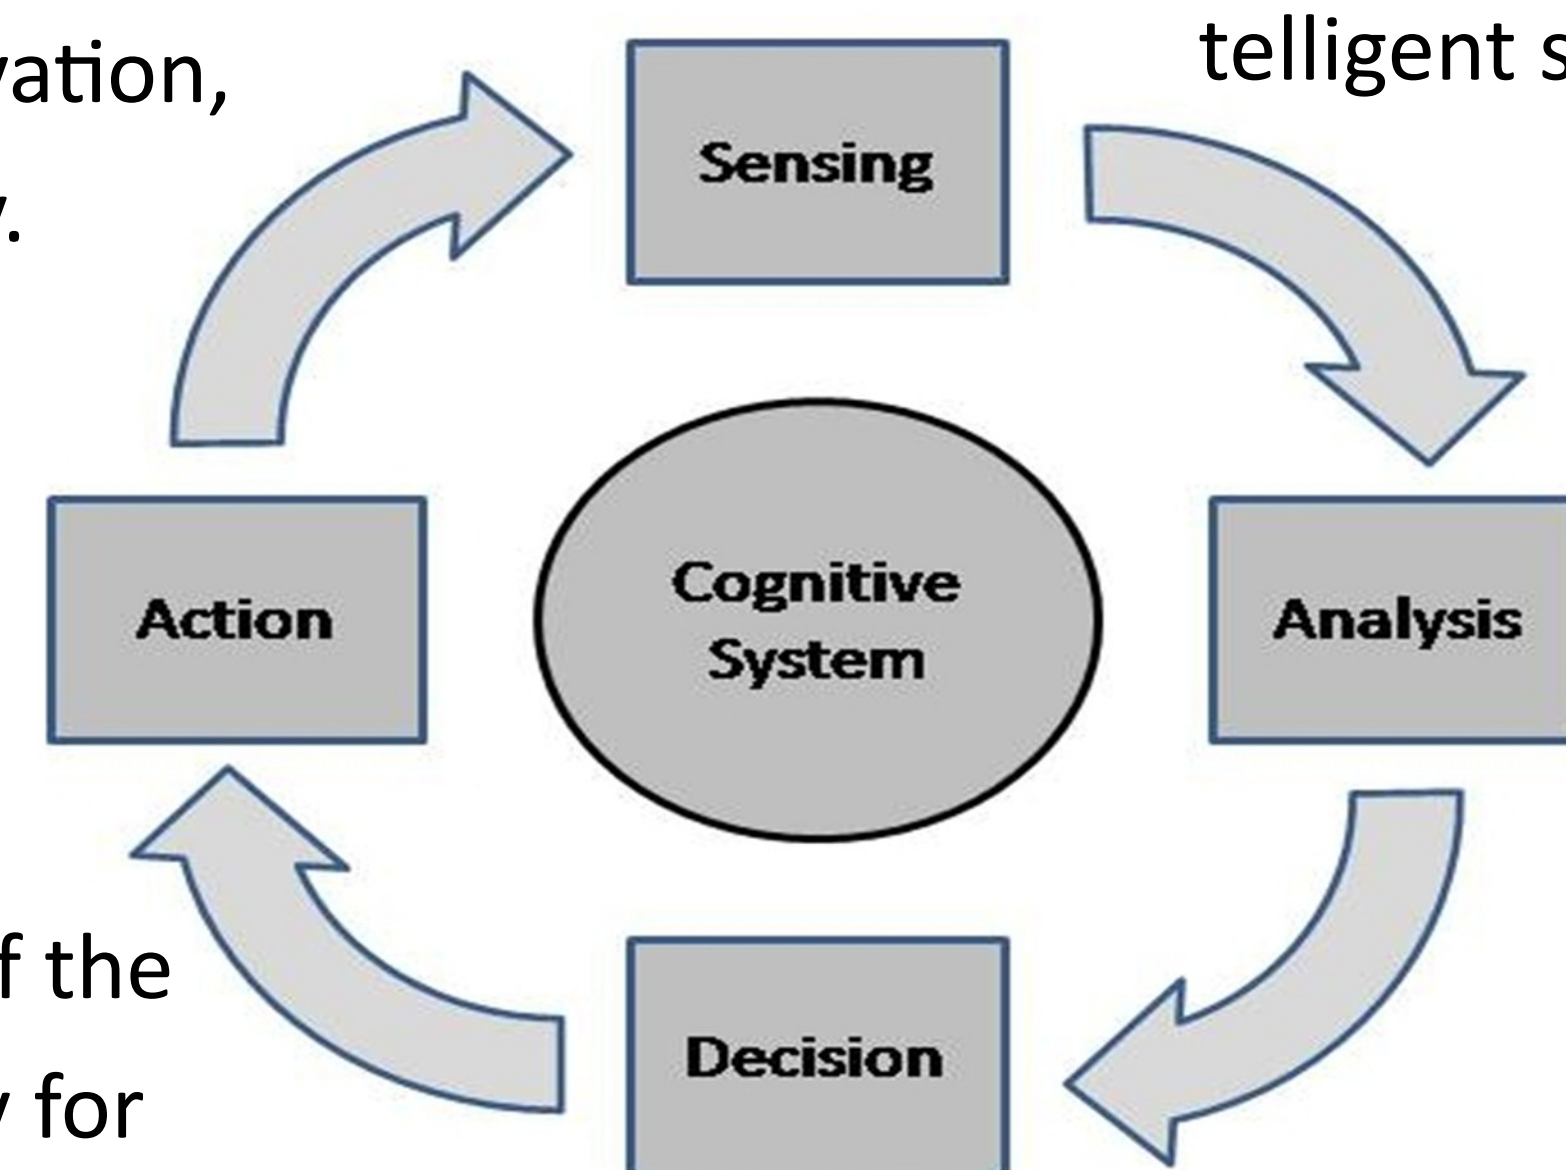 vation,
telligent s
y.
Sensing
Action
Cognitive
System
Analysis
Decision
f the
y for